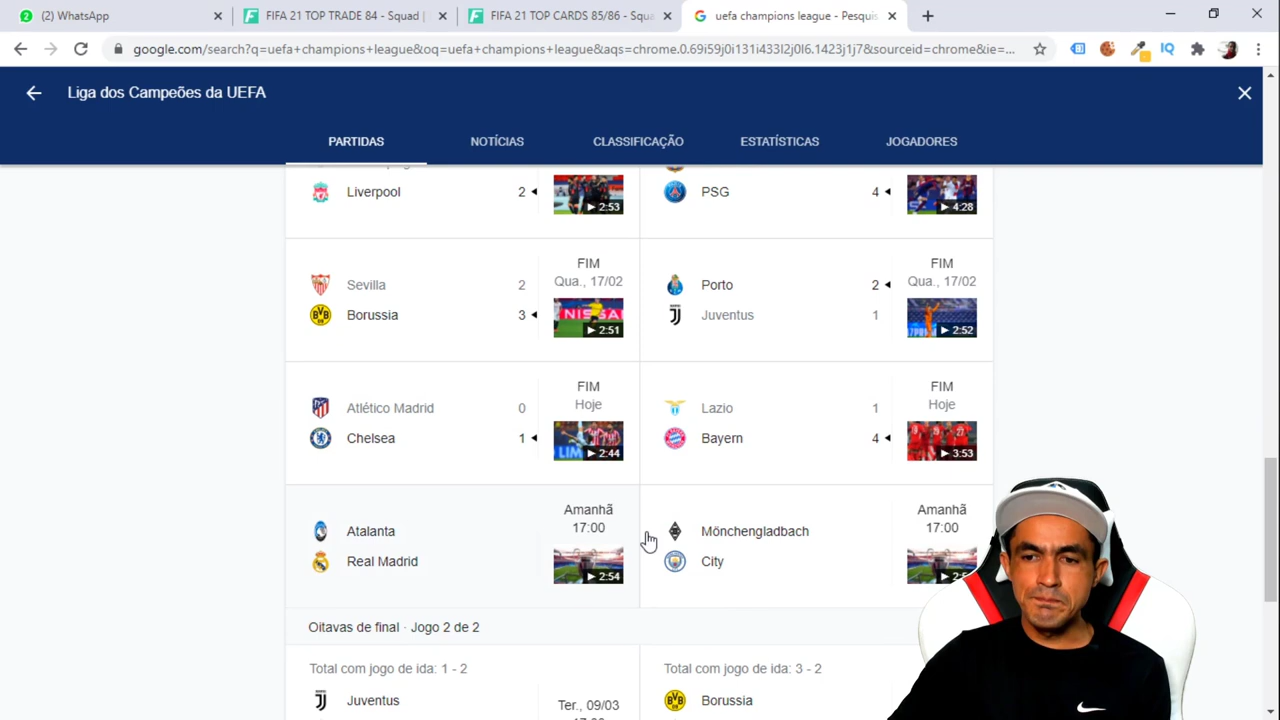 (2) WhatsApp
FIFA 21 TOP TRADE 84 - Squad
FIFA 21 TOP CARDS 85/86 - Squa
uefa champions league - Pesquis
google.com/search?q=uefa+champions+league&oq=uefa+champions+league&aqs=chrome.0.69i59j0i131i433l2j0l6.1423j1j7&sourceid=chrome&ie=...
IQ
Liga dos Campeões da UEFA
PARTIDAS
NOTÍCIAS
CLASSIFICAÇÃO
ESTATÍSTICAS
JOGADORES
Liverpool 2
2:53
PSG 4
4:28
FIM
Qua., 17/02
Sevilla 2
Borussia 3
2:51
FIM
Qua., 17/02
Porto 2
Juventus 1
2:52
FIM
Hoje
Atlético Madrid 0
Chelsea 1
2:44
FIM
Hoje
Lazio 1
Bayern 4
3:53
Amanhã
17:00
Atalanta
Real Madrid
2:54
Amanhã
17:00
Mönchengladbach
City
Oitavas de final · Jogo 2 de 2
Total com jogo de ida: 1 - 2
Juventus
Ter., 09/03
Total com jogo de ida: 3 - 2
Borussia